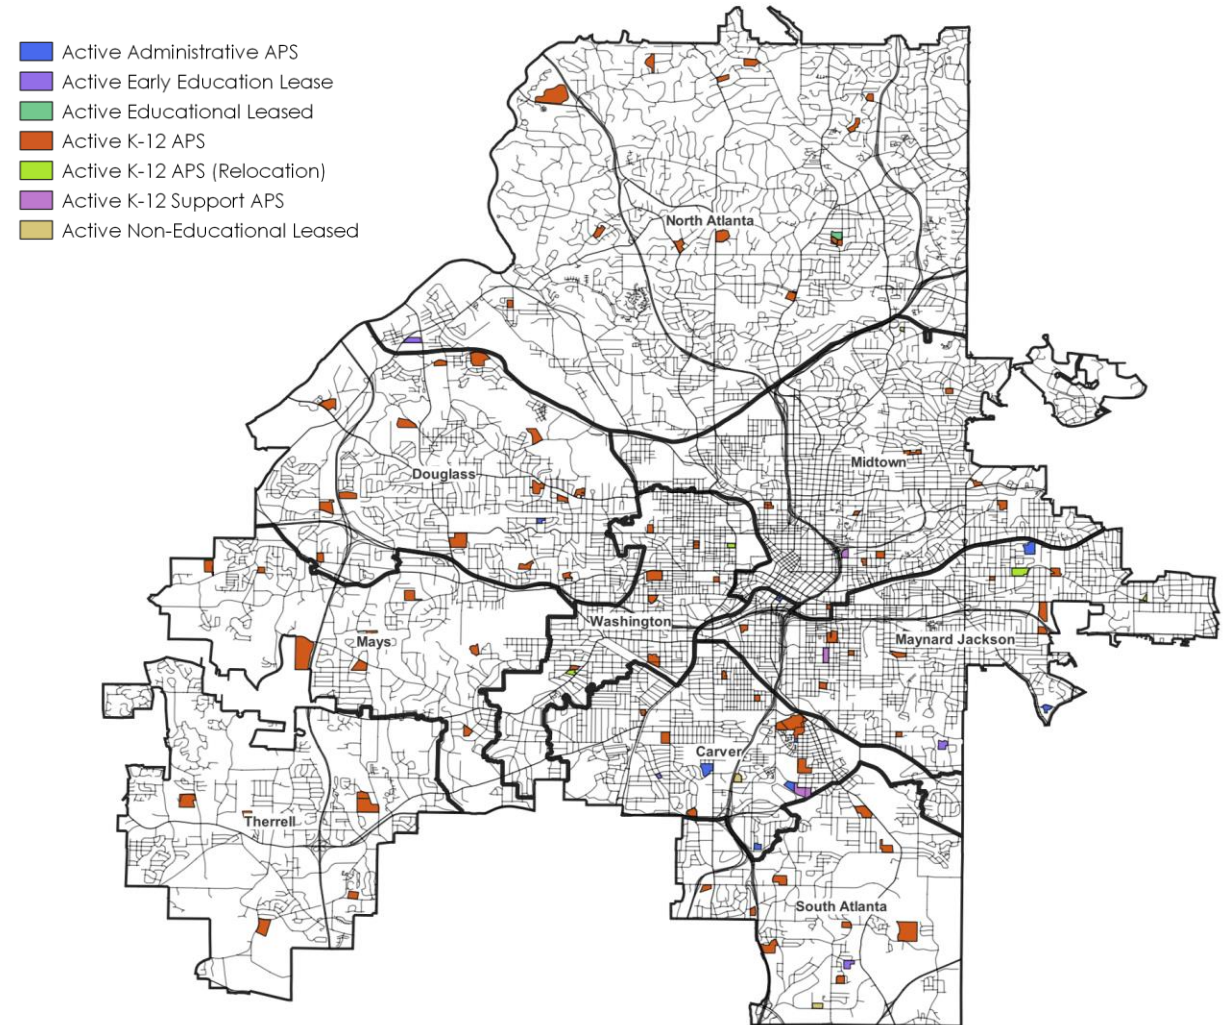 Active Administrative APS
Active Early Education Lease
Active Educational Leased
Active K-12 APS
Active K-12 APS (Relocation)
Active K-12 Support APS
Active Non-Educational Leased
North Atlanta
Midtown
Douglass
Washington
Maynard Jackson
Mays
Carver
Therrell
South Atlanta